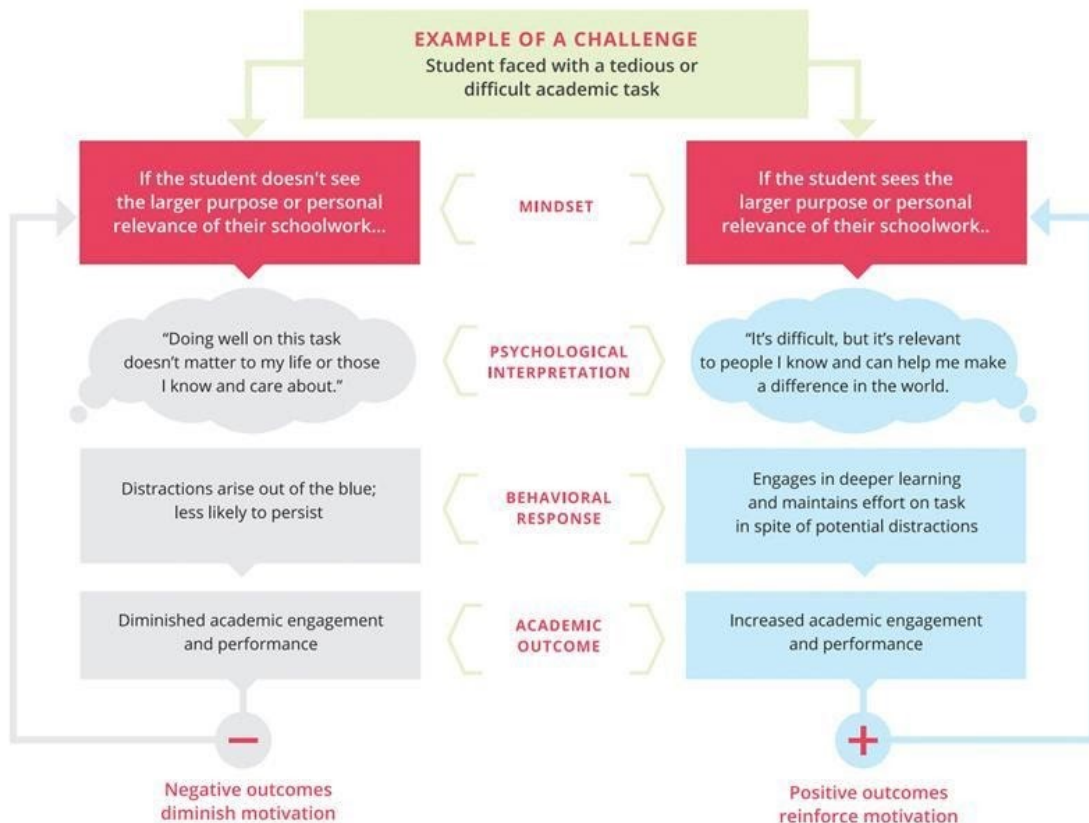 EXAMPLE OF A CHALLENGE
Student faced with a tedious or
difficult academic task
If the student doesn't see
the larger purpose or personal
relevance of their schoolwork...
MINDSET
If the student sees the
larger purpose or personal
relevance of their schoolwork..
“Doing well on this task
doesn’t matter to my life or those
I know and care about.”
PSYCHOLOGICAL
INTERPRETATION
“It’s difficult, but it’s relevant
to people I know and can help me make
a difference in the world.
Distractions arise out of the blue;
less likely to persist
BEHAVIORAL
RESPONSE
Engages in deeper learning
and maintains effort on task
in spite of potential distractions
Diminished academic engagement
and performance
ACADEMIC
OUTCOME
Increased academic engagement
and performance
Negative outcomes
diminish motivation
Positive outcomes
reinforce motivation